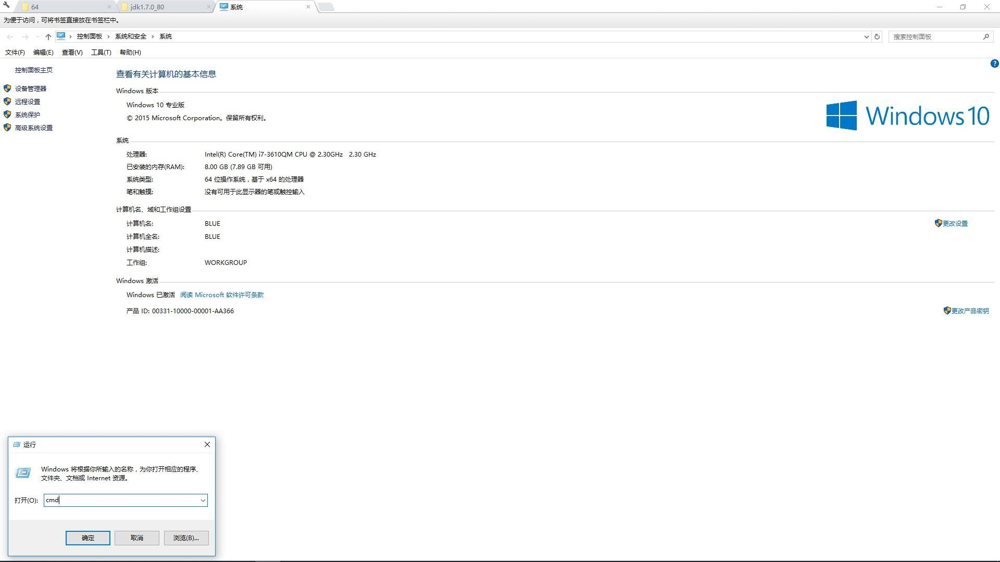 64
jdk1.7.0_80
系统
为便于访问，可将书签直接放在书签栏中。
控制面板 › 系统和安全 › 系统
搜索控制面板
文件(F) 编辑(E) 查看(V) 工具(T) 帮助(H)
控制面板主页
设备管理器
远程设置
系统保护
高级系统设置
查看有关计算机的基本信息
Windows 版本
Windows 10 专业版
© 2015 Microsoft Corporation。保留所有权利。
Windows 10
系统
处理器: Intel(R) Core(TM) i7-3610QM CPU @ 2.30GHz 2.30 GHz
已安装的内存(RAM): 8.00 GB (7.89 GB 可用)
系统类型: 64 位操作系统，基于 x64 的处理器
笔和触摸: 没有可用于此显示器的笔或触控输入
计算机名、域和工作组设置
计算机名: BLUE
更改设置
计算机全名: BLUE
计算机描述:
工作组: WORKGROUP
Windows 激活
Windows 已激活 阅读 Microsoft 软件许可条款
产品 ID: 00331-10000-00001-AA366
更改产品密钥
运行
Windows 将根据你所输入的名称，为你打开相应的程序、
文件夹、文档或 Internet 资源。
打开(O): cmd
确定 取消 浏览(B)...